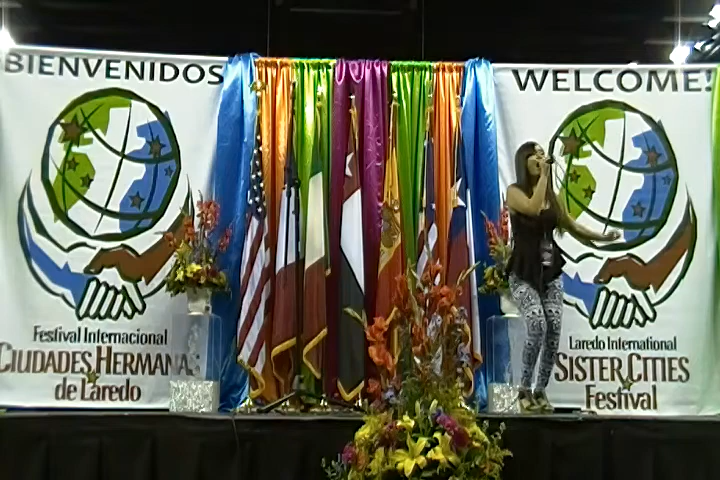 BIENVENIDOS
Festival Internacional
CIUDADES HERMANAS
de Laredo
WELCOME!
Laredo International
SISTER CITIES
Festival